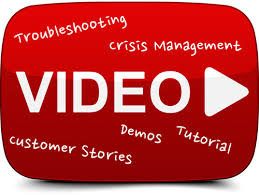 Troubleshooting
Crisis Management
VIDEO
Demos Tutorial
Customer Stories